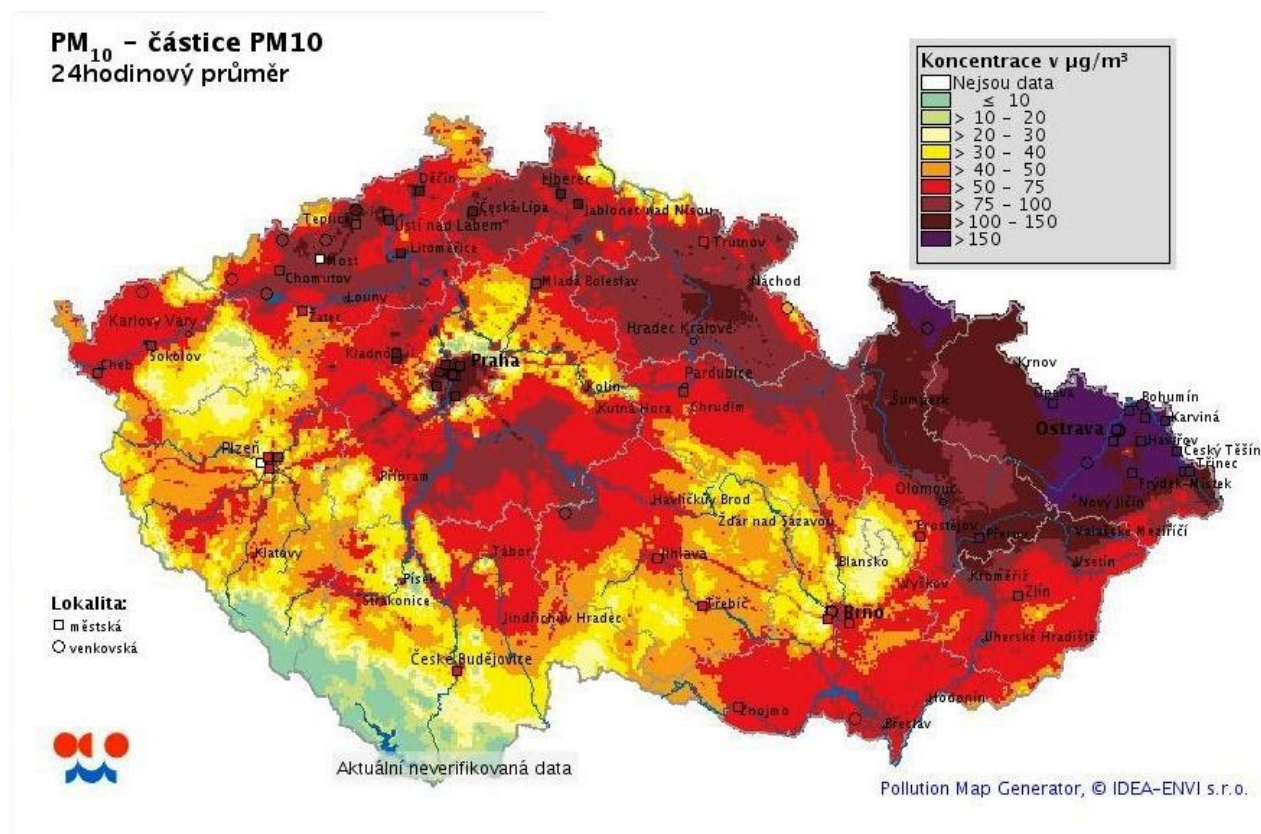 PM10 – částice PM10
24hodinový průměr
Koncentrace v µg/m³
Nejsou data
≤ 10
> 10 – 20
> 20 – 30
> 30 – 40
> 40 – 50
> 50 – 75
> 75 – 100
>100 – 150
>150
Děčín
Liberec
Teplice
Česká Lípa
Jablonec nad Nisou
Ústí nad Labem
Litoměřice
Trutnov
Most
Chomutov
Mladá Boleslav
Náchod
Louny
Žatec
Karlovy Vary
Hradec Králové
Sokolov
Kladno
Praha
Cheb
Krnov
Pardubice
Kolín
Kutná Hora
Chrudim
Šumperk
Opava
Bohumín
Karviná
Ostrava
Havířov
Český Těšín
Třinec
Plzeň
Příbram
Frýdek-Místek
Olomouc
Nový Jičín
Havlíčkův Brod
Žďár nad Sázavou
Prostějov
Přerov
Valašské Meziříčí
Klatovy
Tábor
Jihlava
Blansko
Vsetín
Písek
Vyškov
Kroměříž
Strakonice
Zlín
Lokalita:
městská
venkovská
Jindřichův Hradec
Třebíč
Brno
Uherské Hradiště
České Budějovice
Hodonín
Znojmo
Břeclav
Aktuální neverifikovaná data
Pollution Map Generator, © IDEA-ENVI s.r.o.